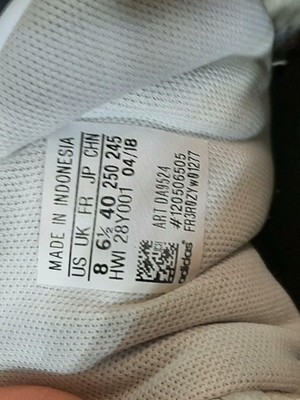 MADE IN INDONESIA
US UK FR JP CHN
8 6½ 40 250 245
HWI 28Y001 04/18
ART DA9524
#120506505
FR3R02YW01277
adidas